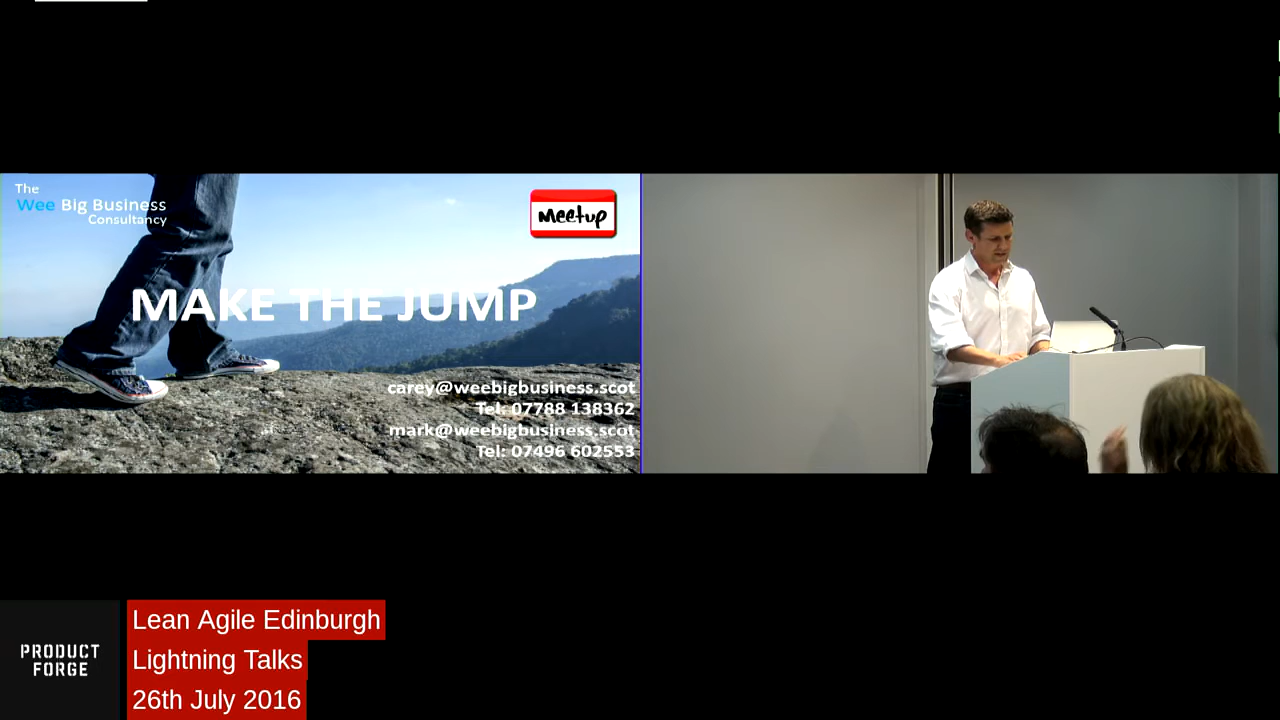 The
Wee Big Business
Consultancy
Meetup
MAKE THE JUMP
carey@weebigbusiness.scot
Tel: 07788 138362
mark@weebigbusiness.scot
Tel: 07496 602553
PRODUCT
FORGE
Lean Agile Edinburgh
Lightning Talks
26th July 2016